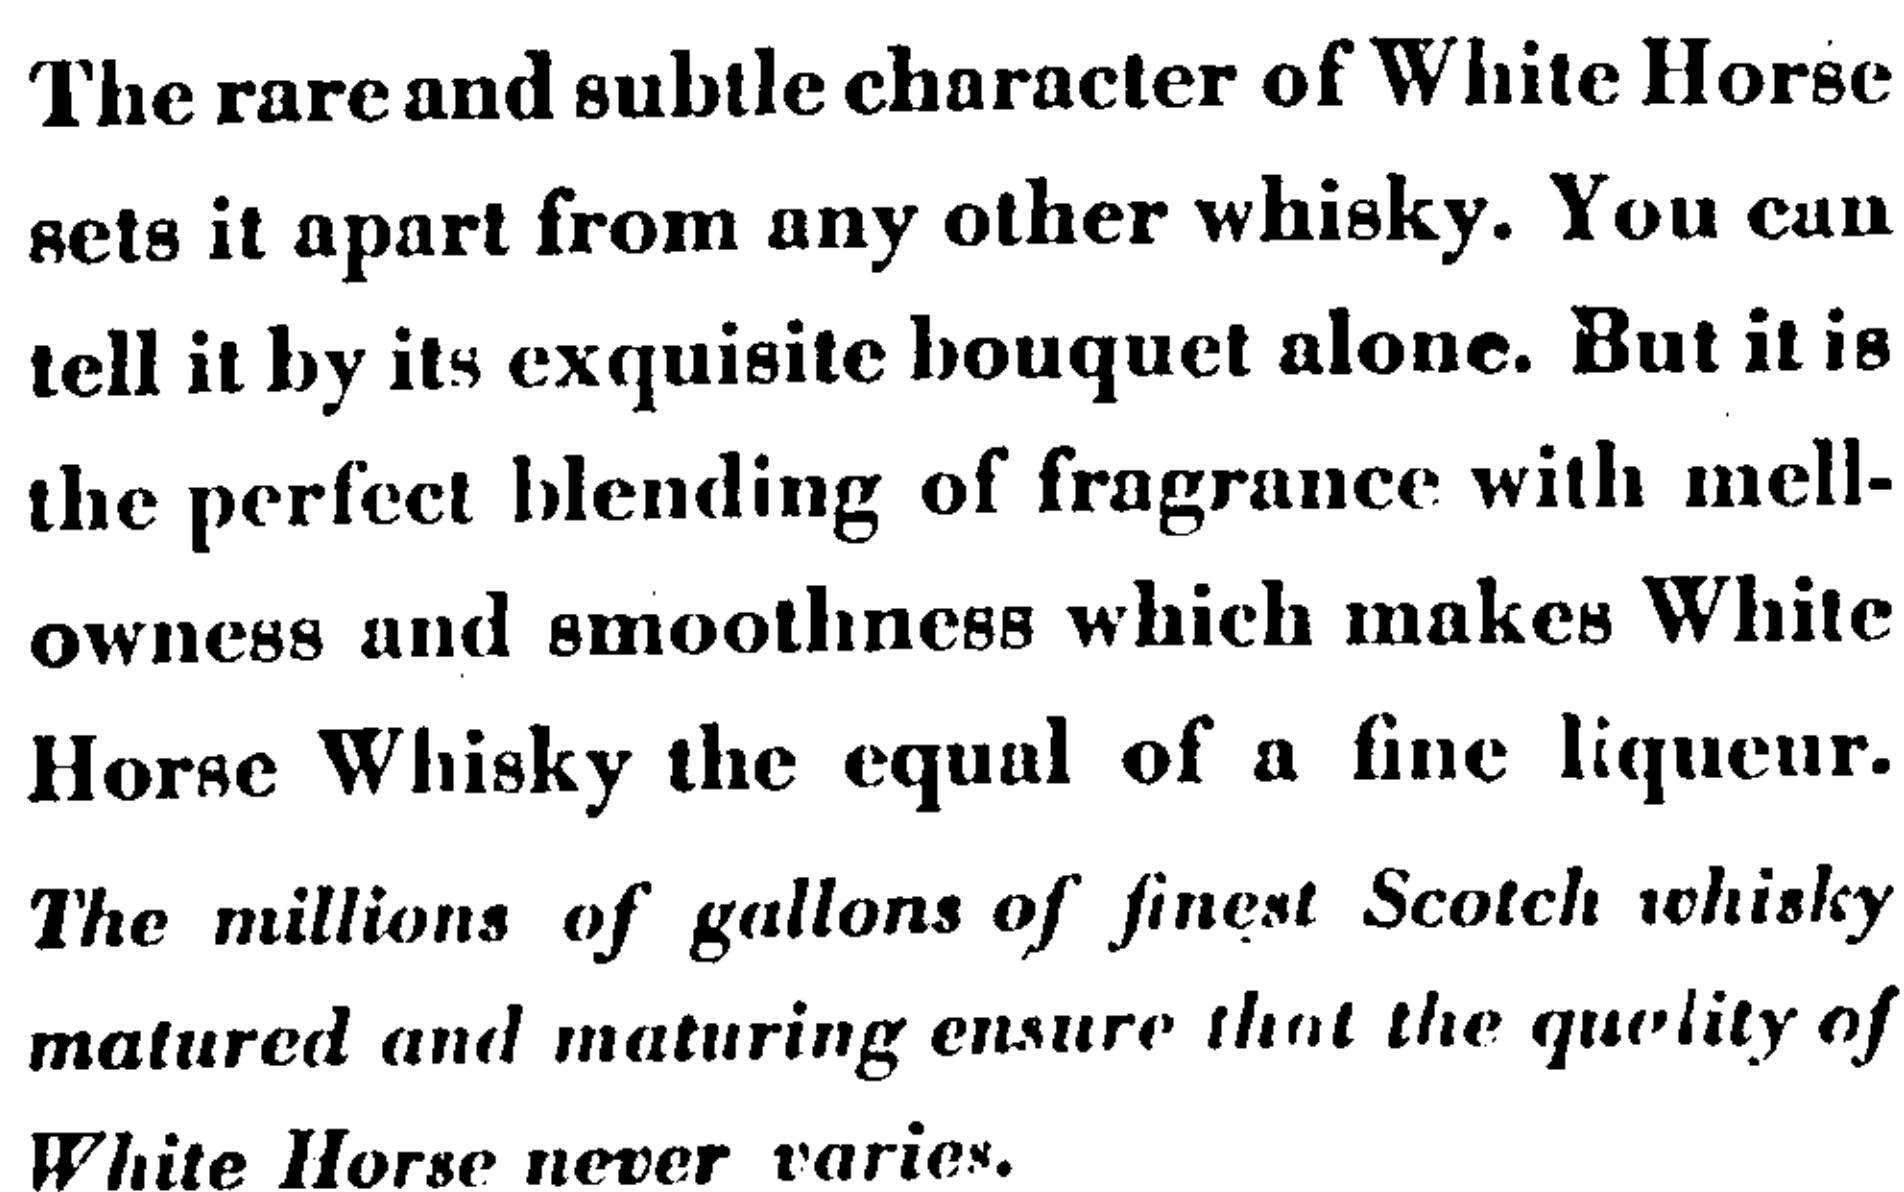 The rare and subtle character of White Horse
sets it apart from any other whisky. You can
tell it by its exquisite bouquet alone. But it is
the perfect blending of fragrance with mell-
owness and smoothness which makes White
Horse Whisky the equal of a fine liqueur.
The millions of gallons of finest Scotch whisky
matured and maturing ensure that the quality of
White Horse never varies.